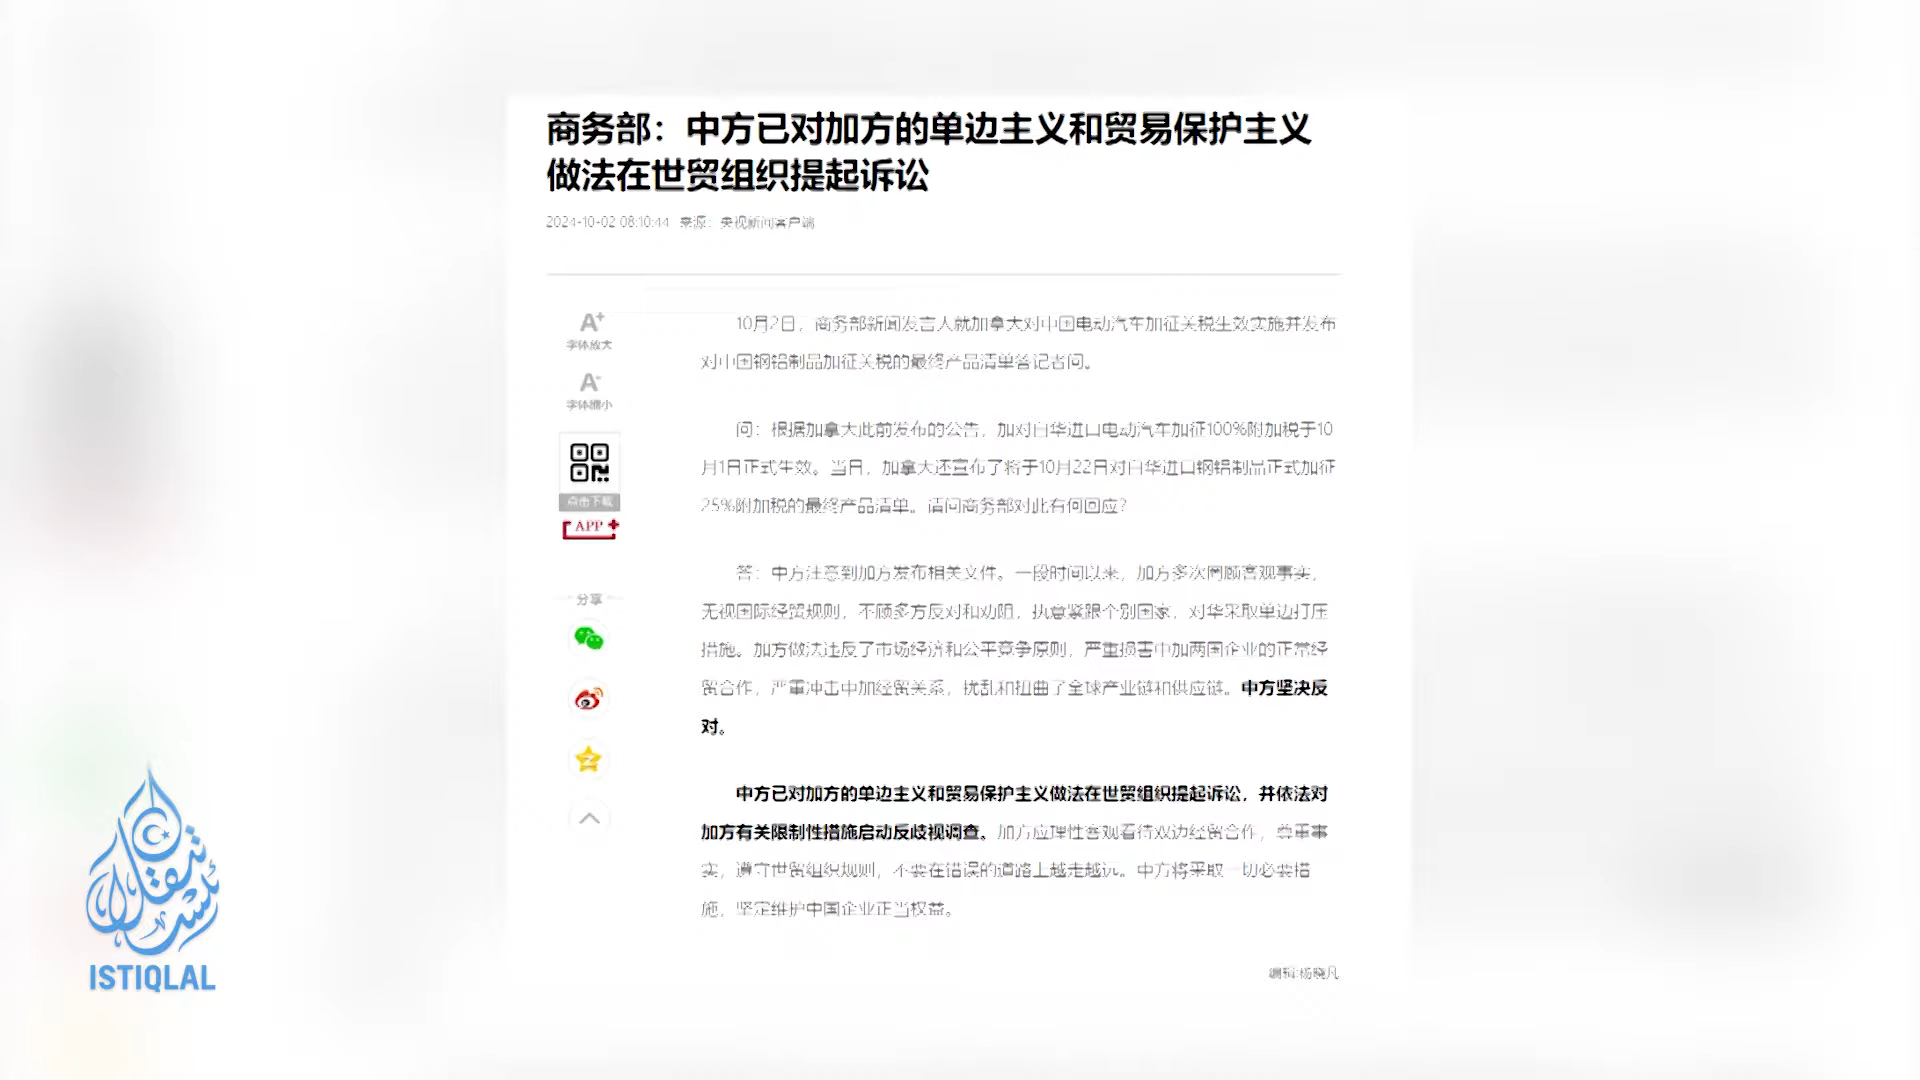 商务部：中方已对加方的单边主义和贸易保护主义
做法在世贸组织提起诉讼
2024-10-02 08:10:44 来源：央视新闻客户端
A+
字体放大
A-
字体缩小
点击下载
APP
分享
10月2日，商务部新闻发言人就加拿大对中国电动汽车加征关税生效实施并发布
对中国钢铝制品加征关税的最终产品清单答记者问。
问：根据加拿大此前发布的公告，加对自华进口电动汽车加征100%附加税于10
月1日正式生效。当日，加拿大还宣布了将于10月22日对自华进口钢铝制品正式加征
25%附加税的最终产品清单。请问商务部对此有何回应？
答：中方注意到加方发布相关文件。一段时间以来，加方多次罔顾客观事实，
无视国际经贸规则，不顾多方反对和劝阻，执意紧跟个别国家，对华采取单边打压
措施。加方做法违反了市场经济和公平竞争原则，严重损害中加两国企业的正常经
贸合作，严重冲击中加经贸关系，扰乱和扭曲了全球产业链和供应链。中方坚决反
对。
中方已对加方的单边主义和贸易保护主义做法在世贸组织提起诉讼，并依法对
加方有关限制性措施启动反歧视调查。加方应理性客观看待双边经贸合作，尊重事
实，遵守世贸组织规则，不要在错误的道路上越走越远。中方将采取一切必要措
施，坚定维护中国企业正当权益。
编辑:杨晓凡
ISTIQLAL